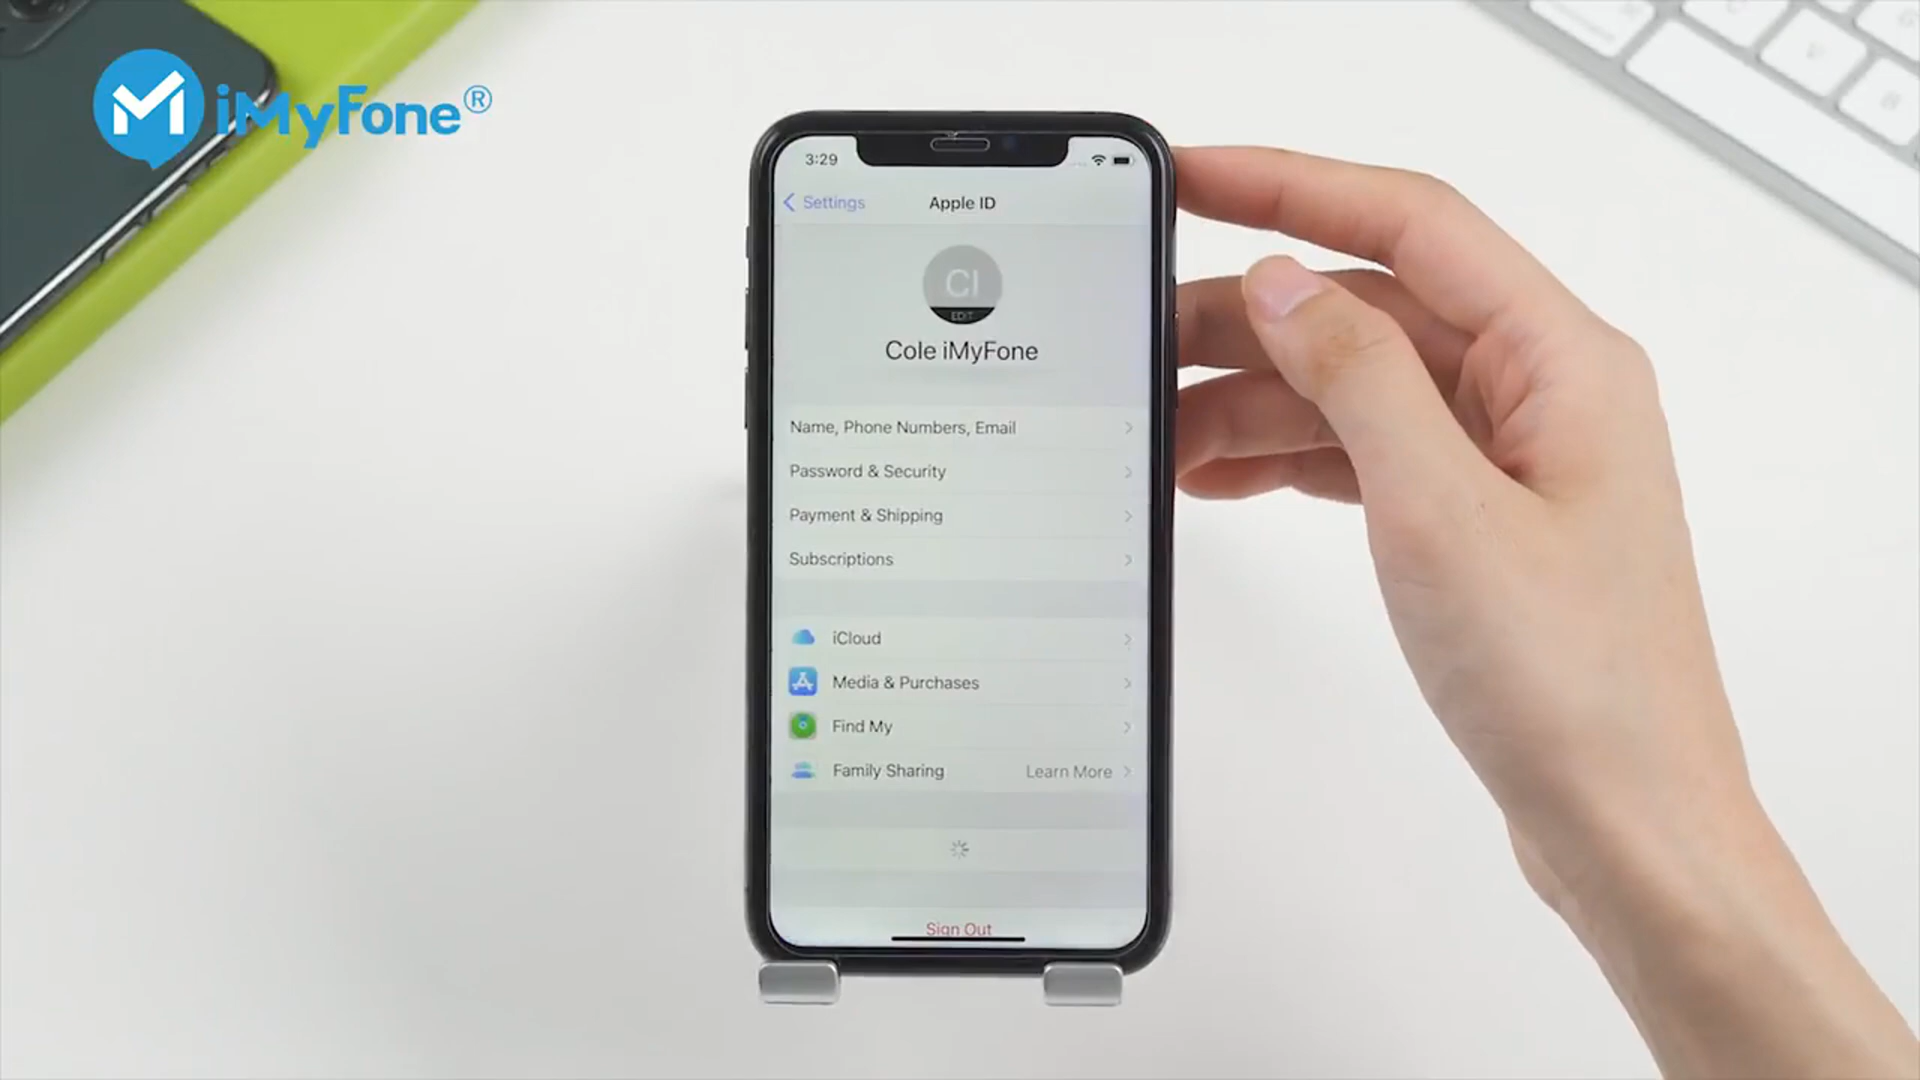 iMyFone®
3:29
Settings
Apple ID
CI
EDIT
Cole iMyFone
Name, Phone Numbers, Email
Password & Security
Payment & Shipping
Subscriptions
iCloud
Media & Purchases
Find My
Family Sharing Learn More
Sign Out